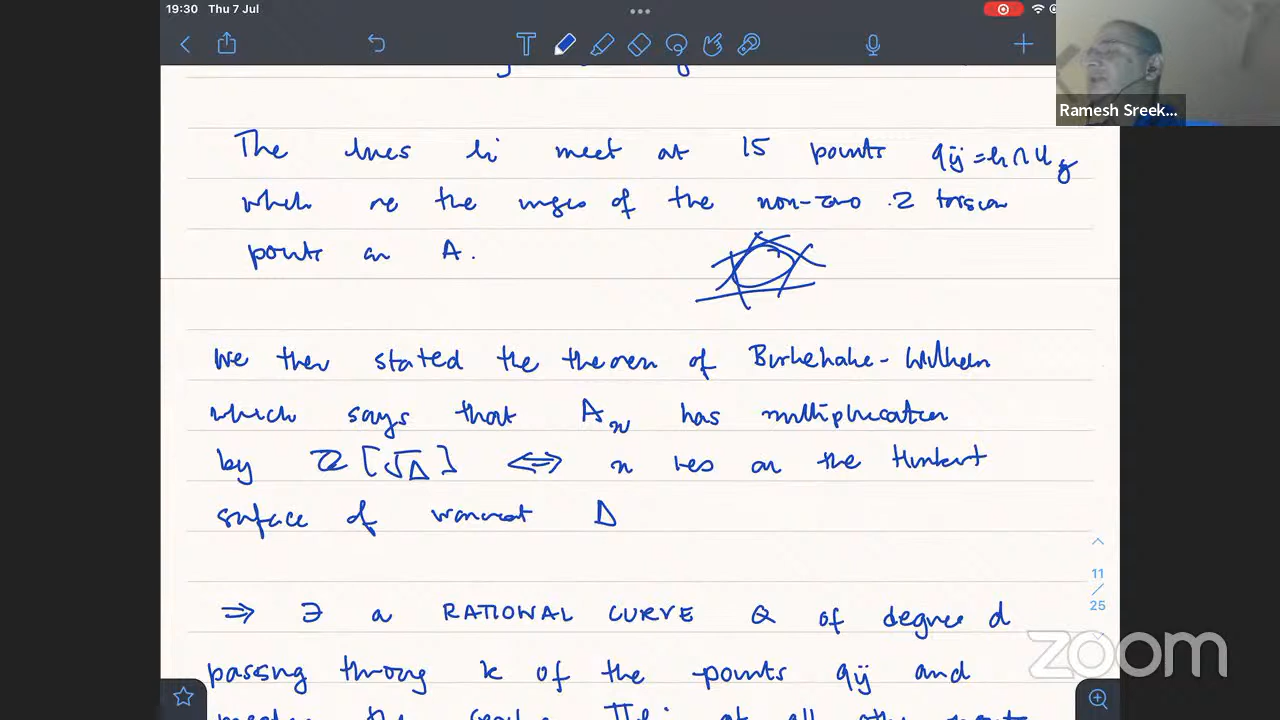 19:30 Thu 7 Jul
Ramesh Sreek...
The lines li meet at 15 points qij = li ∩ lj
which are the images of the non-zero 2 torsion
points on A.
We then stated the theorem of Birkenhake - Wilhelm
which says that Aη has multiplication
by Z[√Δ] ⟺ η lies on the Humbert
surface of invariant Δ
⇒ ∃ a RATIONAL CURVE Q of degree d
passing through k of the points qij and
11
/
25
zoom